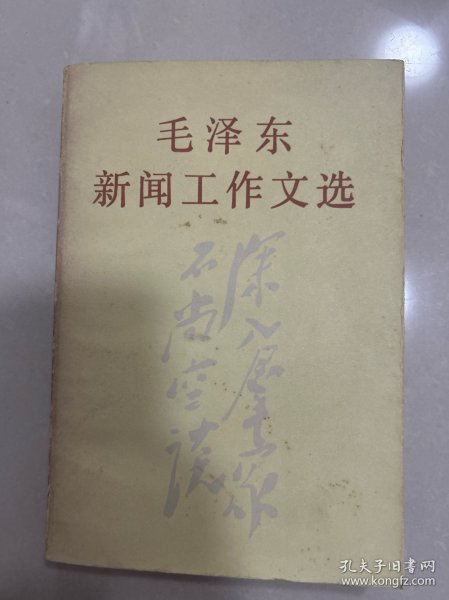 毛泽东
新闻工作文选
深入群众
不尚空谈
孔夫子旧书网
www.kongfz.com